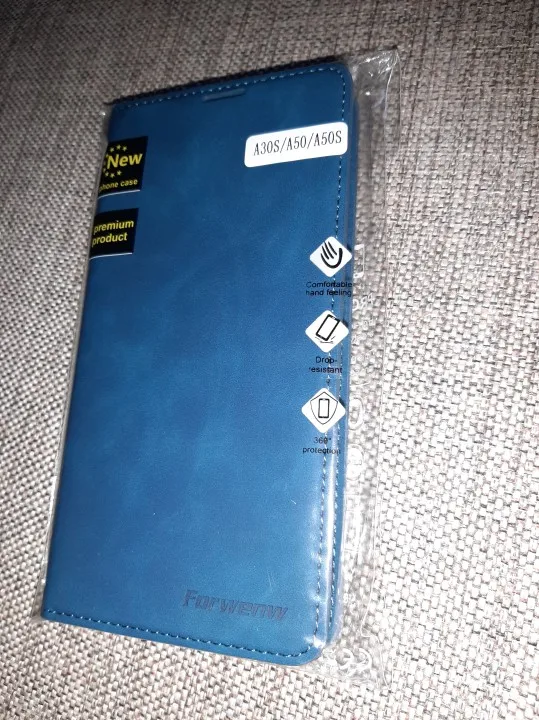 New
phone case
premium
product
A30S/A50/A50S
Comfortable
hand feeling
Drop-
resistant
360°
protection
Forwenw